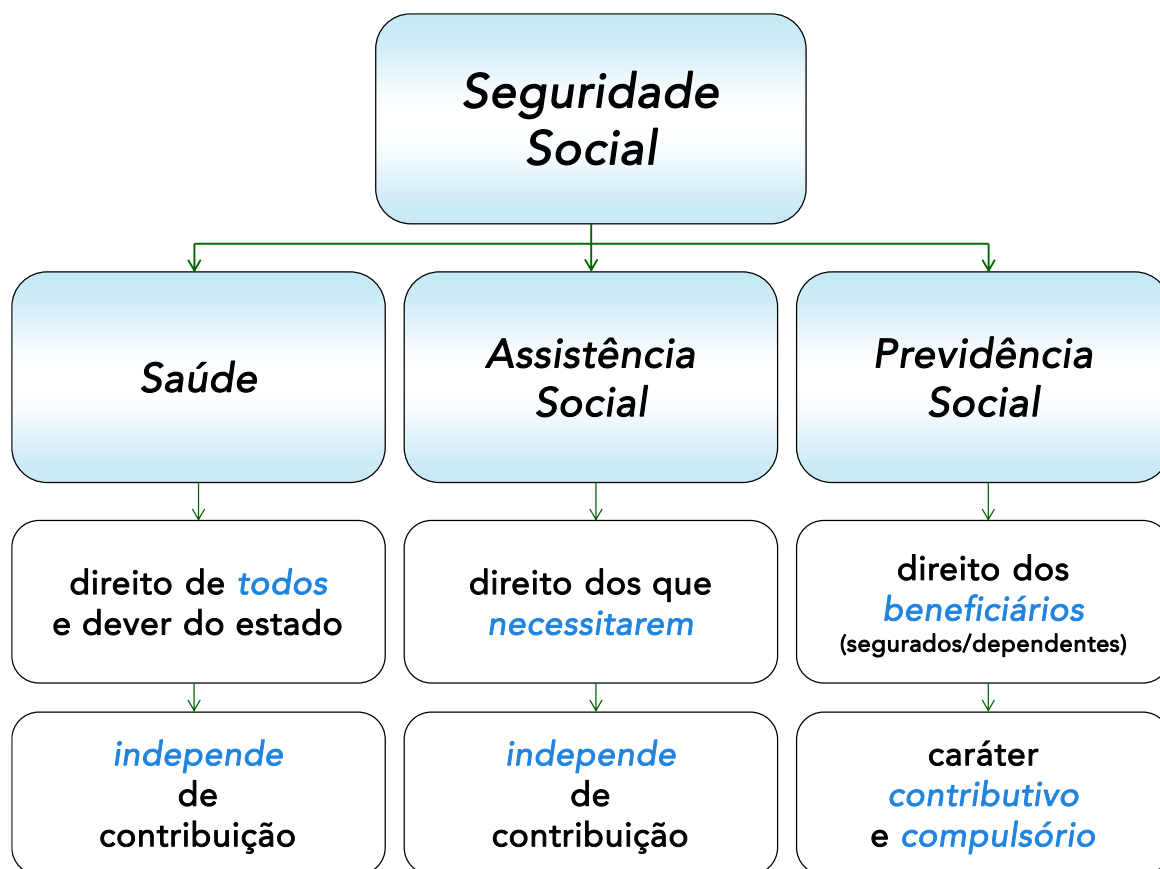 Seguridade
Social
Saúde
Assistência
Social
Previdência
Social
direito de todos
e dever do estado
direito dos que
necessitarem
direito dos
beneficiários
(segurados/dependentes)
independe
de
contribuição
independe
de
contribuição
caráter
contributivo
e compulsório